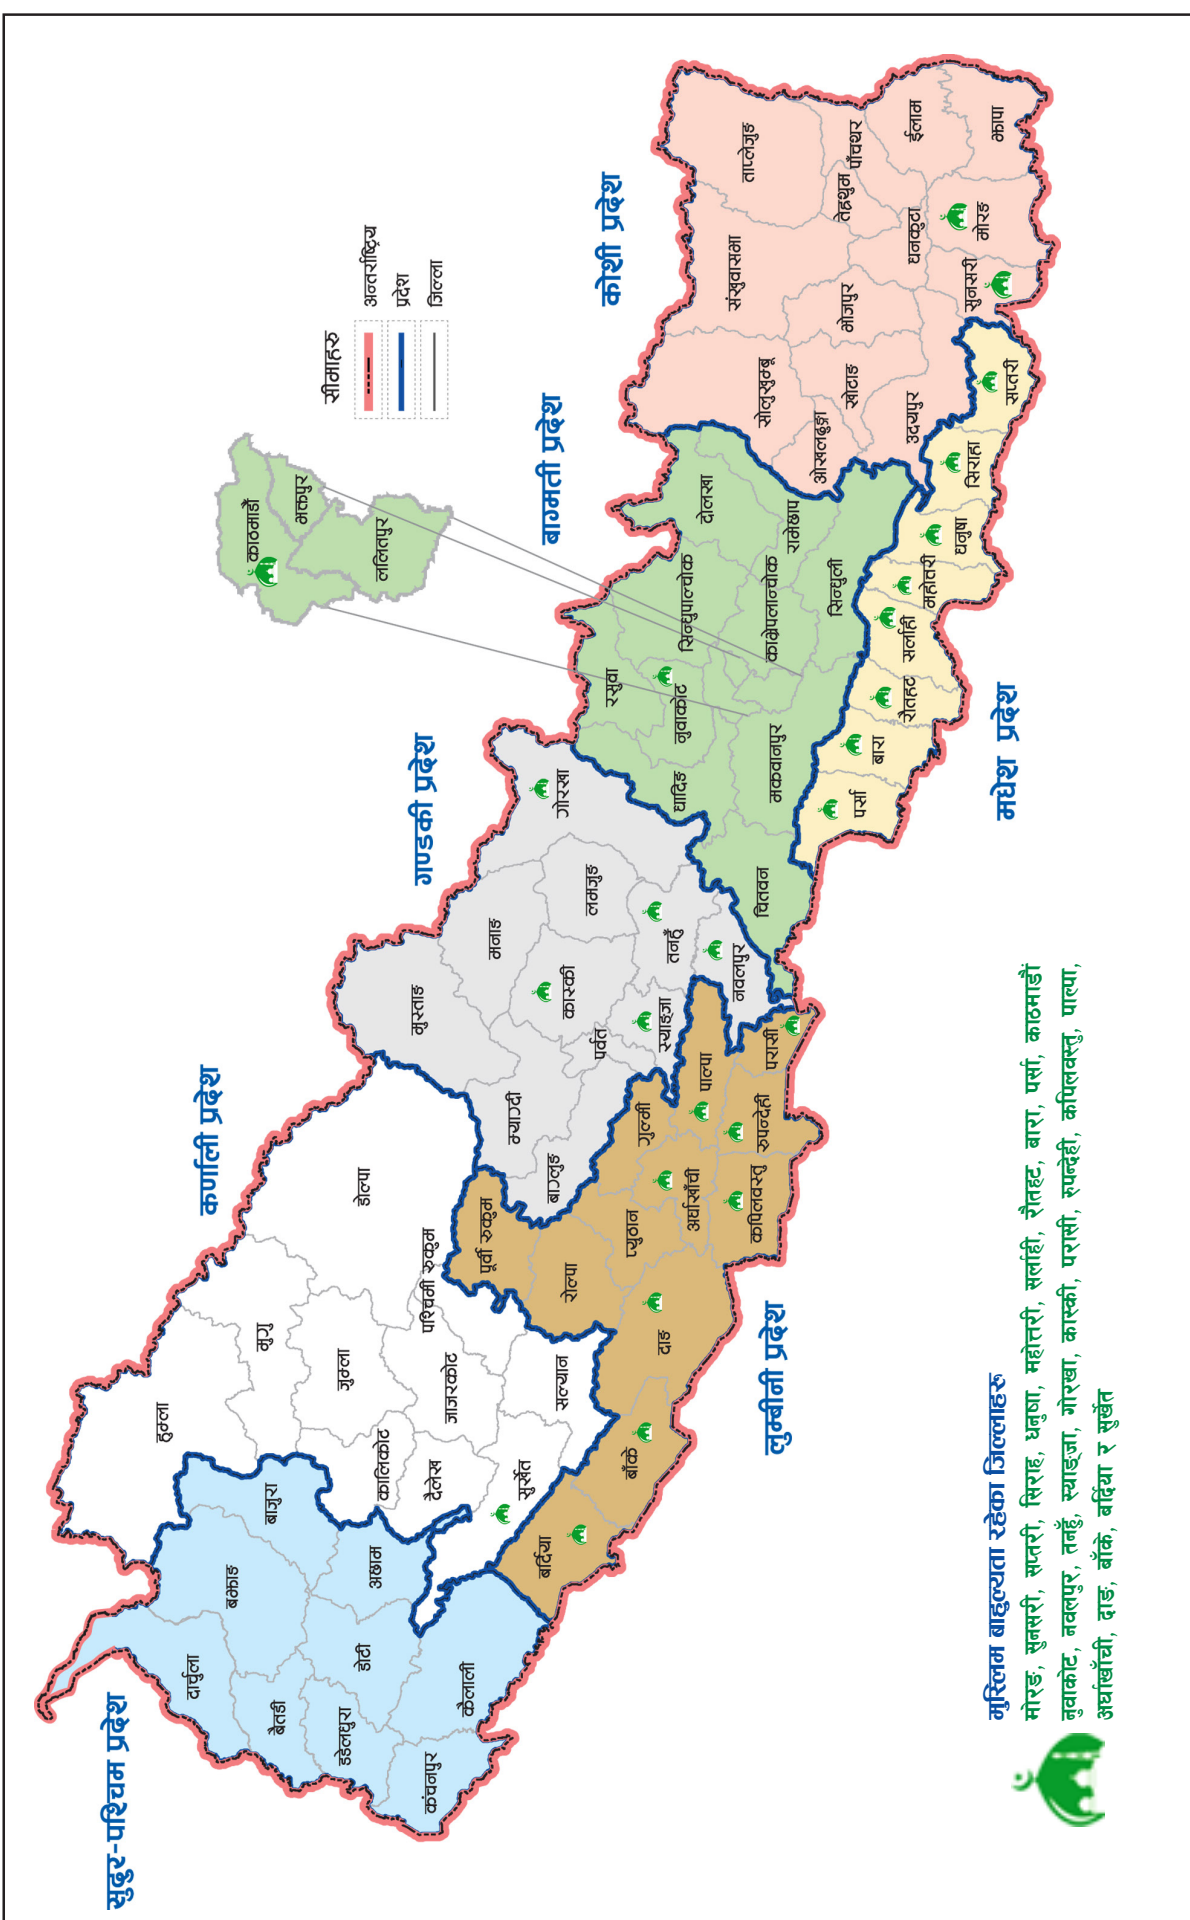 सुदुर-पश्चिम प्रदेश
कर्णाली प्रदेश
गण्डकी प्रदेश
बाग्मती प्रदेश
कोशी प्रदेश
लुम्बीनी प्रदेश
मधेश प्रदेश
सीमाहरु
अन्तर्राष्ट्रिय
प्रदेश
जिल्ला
काठमाडौं
भक्तपुर
ललितपुर
दार्चुला
बझाङ
बाजुरा
बैतडी
डडेलधुरा
डोटी
अछाम
कंचनपुर
कैलाली
हुम्ला
मुगु
डोल्पा
जुम्ला
कालिकोट
जाजरकोट
पश्चिमी रुकुम
दैलेख
सुर्खेत
सल्यान
मुस्ताङ
मनाङ
गोरखा
म्याग्दी
कास्की
लमजुङ
बाग्लुङ
पर्वत
स्याङ्जा
तनहुँ
नवलपुर
पूर्वी रुकुम
रोल्पा
प्युठान
गुल्मी
अर्घाखाँची
पाल्पा
बर्दिया
बाँके
दाङ
कपिलवस्तु
रुपन्देही
परासी
रसुवा
धादिङ
नुवाकोट
सिन्धुपाल्चोक
दोलखा
चितवन
मकवानपुर
काभ्रेपलान्चोक
रामेछाप
सिन्धुली
पर्सा
बारा
रौतहट
सर्लाही
महोत्तरी
धनुषा
सिराहा
सप्तरी
सोलुखुम्बू
संखुवासभा
ताप्लेजुङ
ओखलढुङ्गा
खोटाङ
भोजपुर
तेह्रथुम
पाँचथर
उदयपुर
धनकुटा
ईलाम
सुनसरी
मोरङ
झापा
मुस्लिम बाहुल्यता रहेका जिल्लाहरू
मोरङ, सुनसरी, सप्तरी, सिराह, धनुषा, महोत्तरी, सर्लाही, रौतहट, बारा, पर्सा, काठमाडौं
नुवाकोट, नवलपुर, तनहुँ, स्याङ्जा, गोरखा, कास्की, परासी, रुपन्देही, कपिलवस्तु, पाल्पा,
अर्घाखाँची, दाङ, बाँके, बर्दिया र सुर्खेत